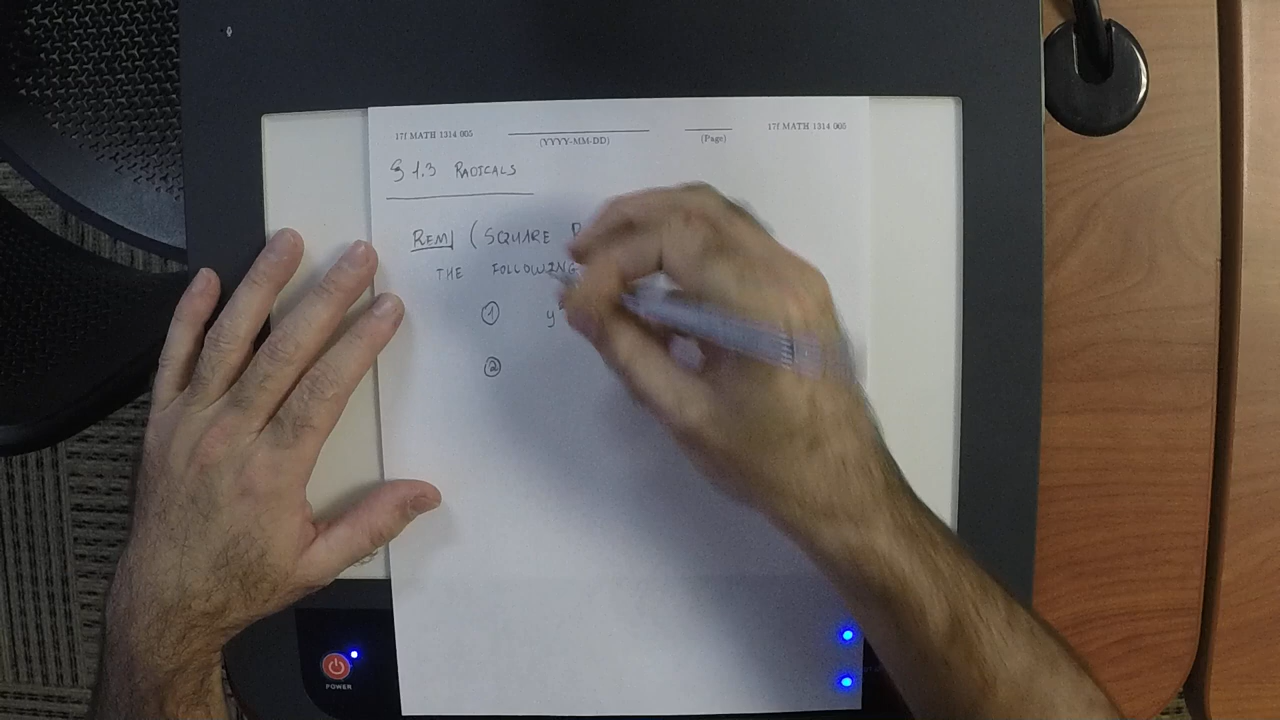 17f MATH 1314 005 (YYYY-MM-DD) (Page) 17f MATH 1314 005
§ 1.3 RADICALS
REM (SQUARE
THE FOLLOWING
① y
②
POWER